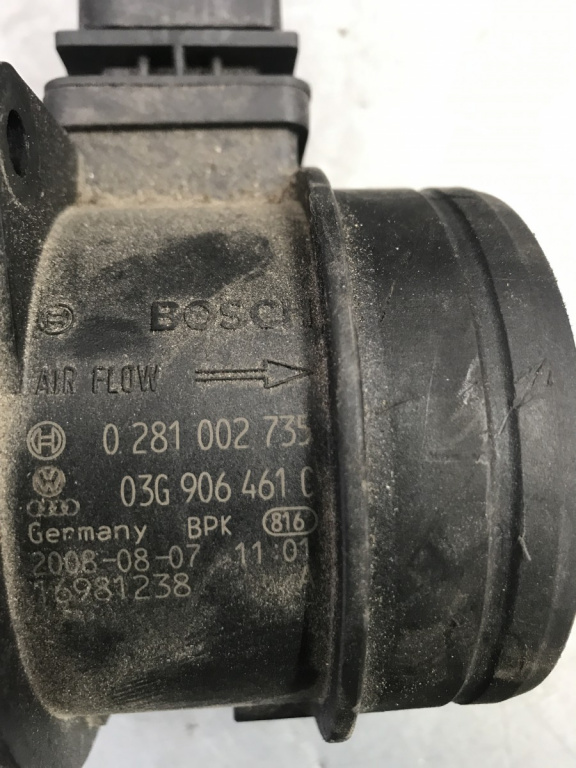 BOSCH
AIR FLOW
0 281 002 735
03G 906 461 C
Germany BPK 816
2008-08-07 11:01
16981238 A